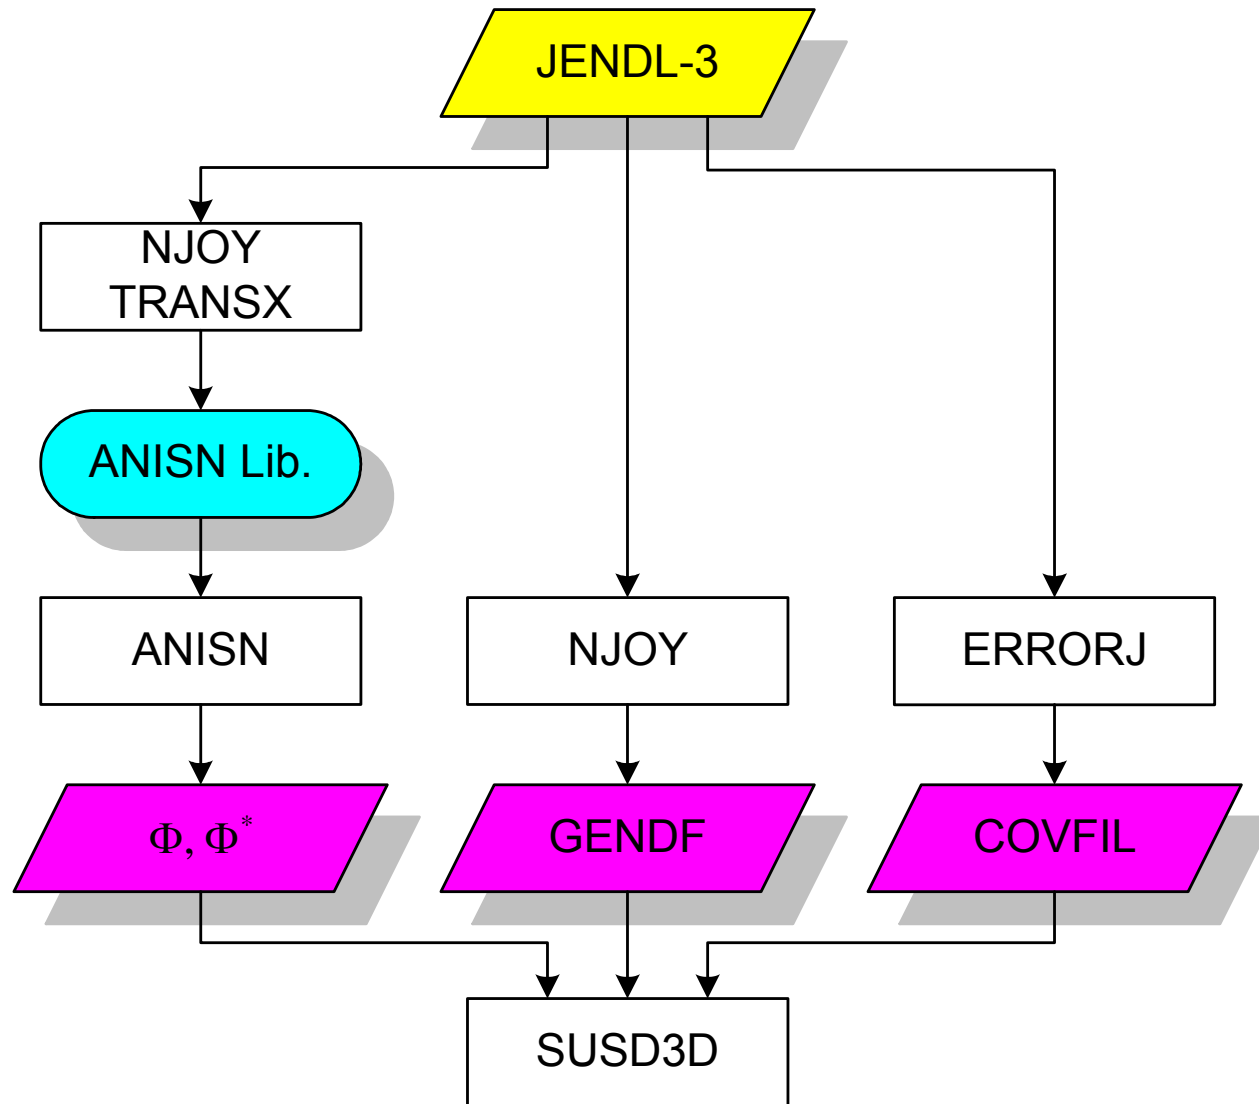 JENDL-3
NJOY
TRANSX
ANISN Lib.
ANISN
NJOY
ERRORJ
Φ, Φ*
GENDF
COVFIL
SUSD3D